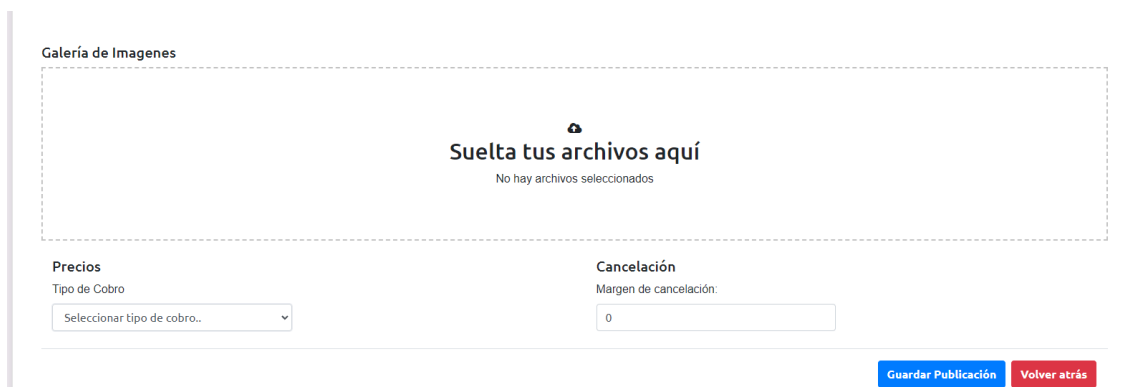 Galería de Imagenes
Suelta tus archivos aquí
No hay archivos seleccionados
Precios
Tipo de Cobro
Seleccionar tipo de cobro..
Cancelación
Margen de cancelación:
0
Guardar Publicación
Volver atrás